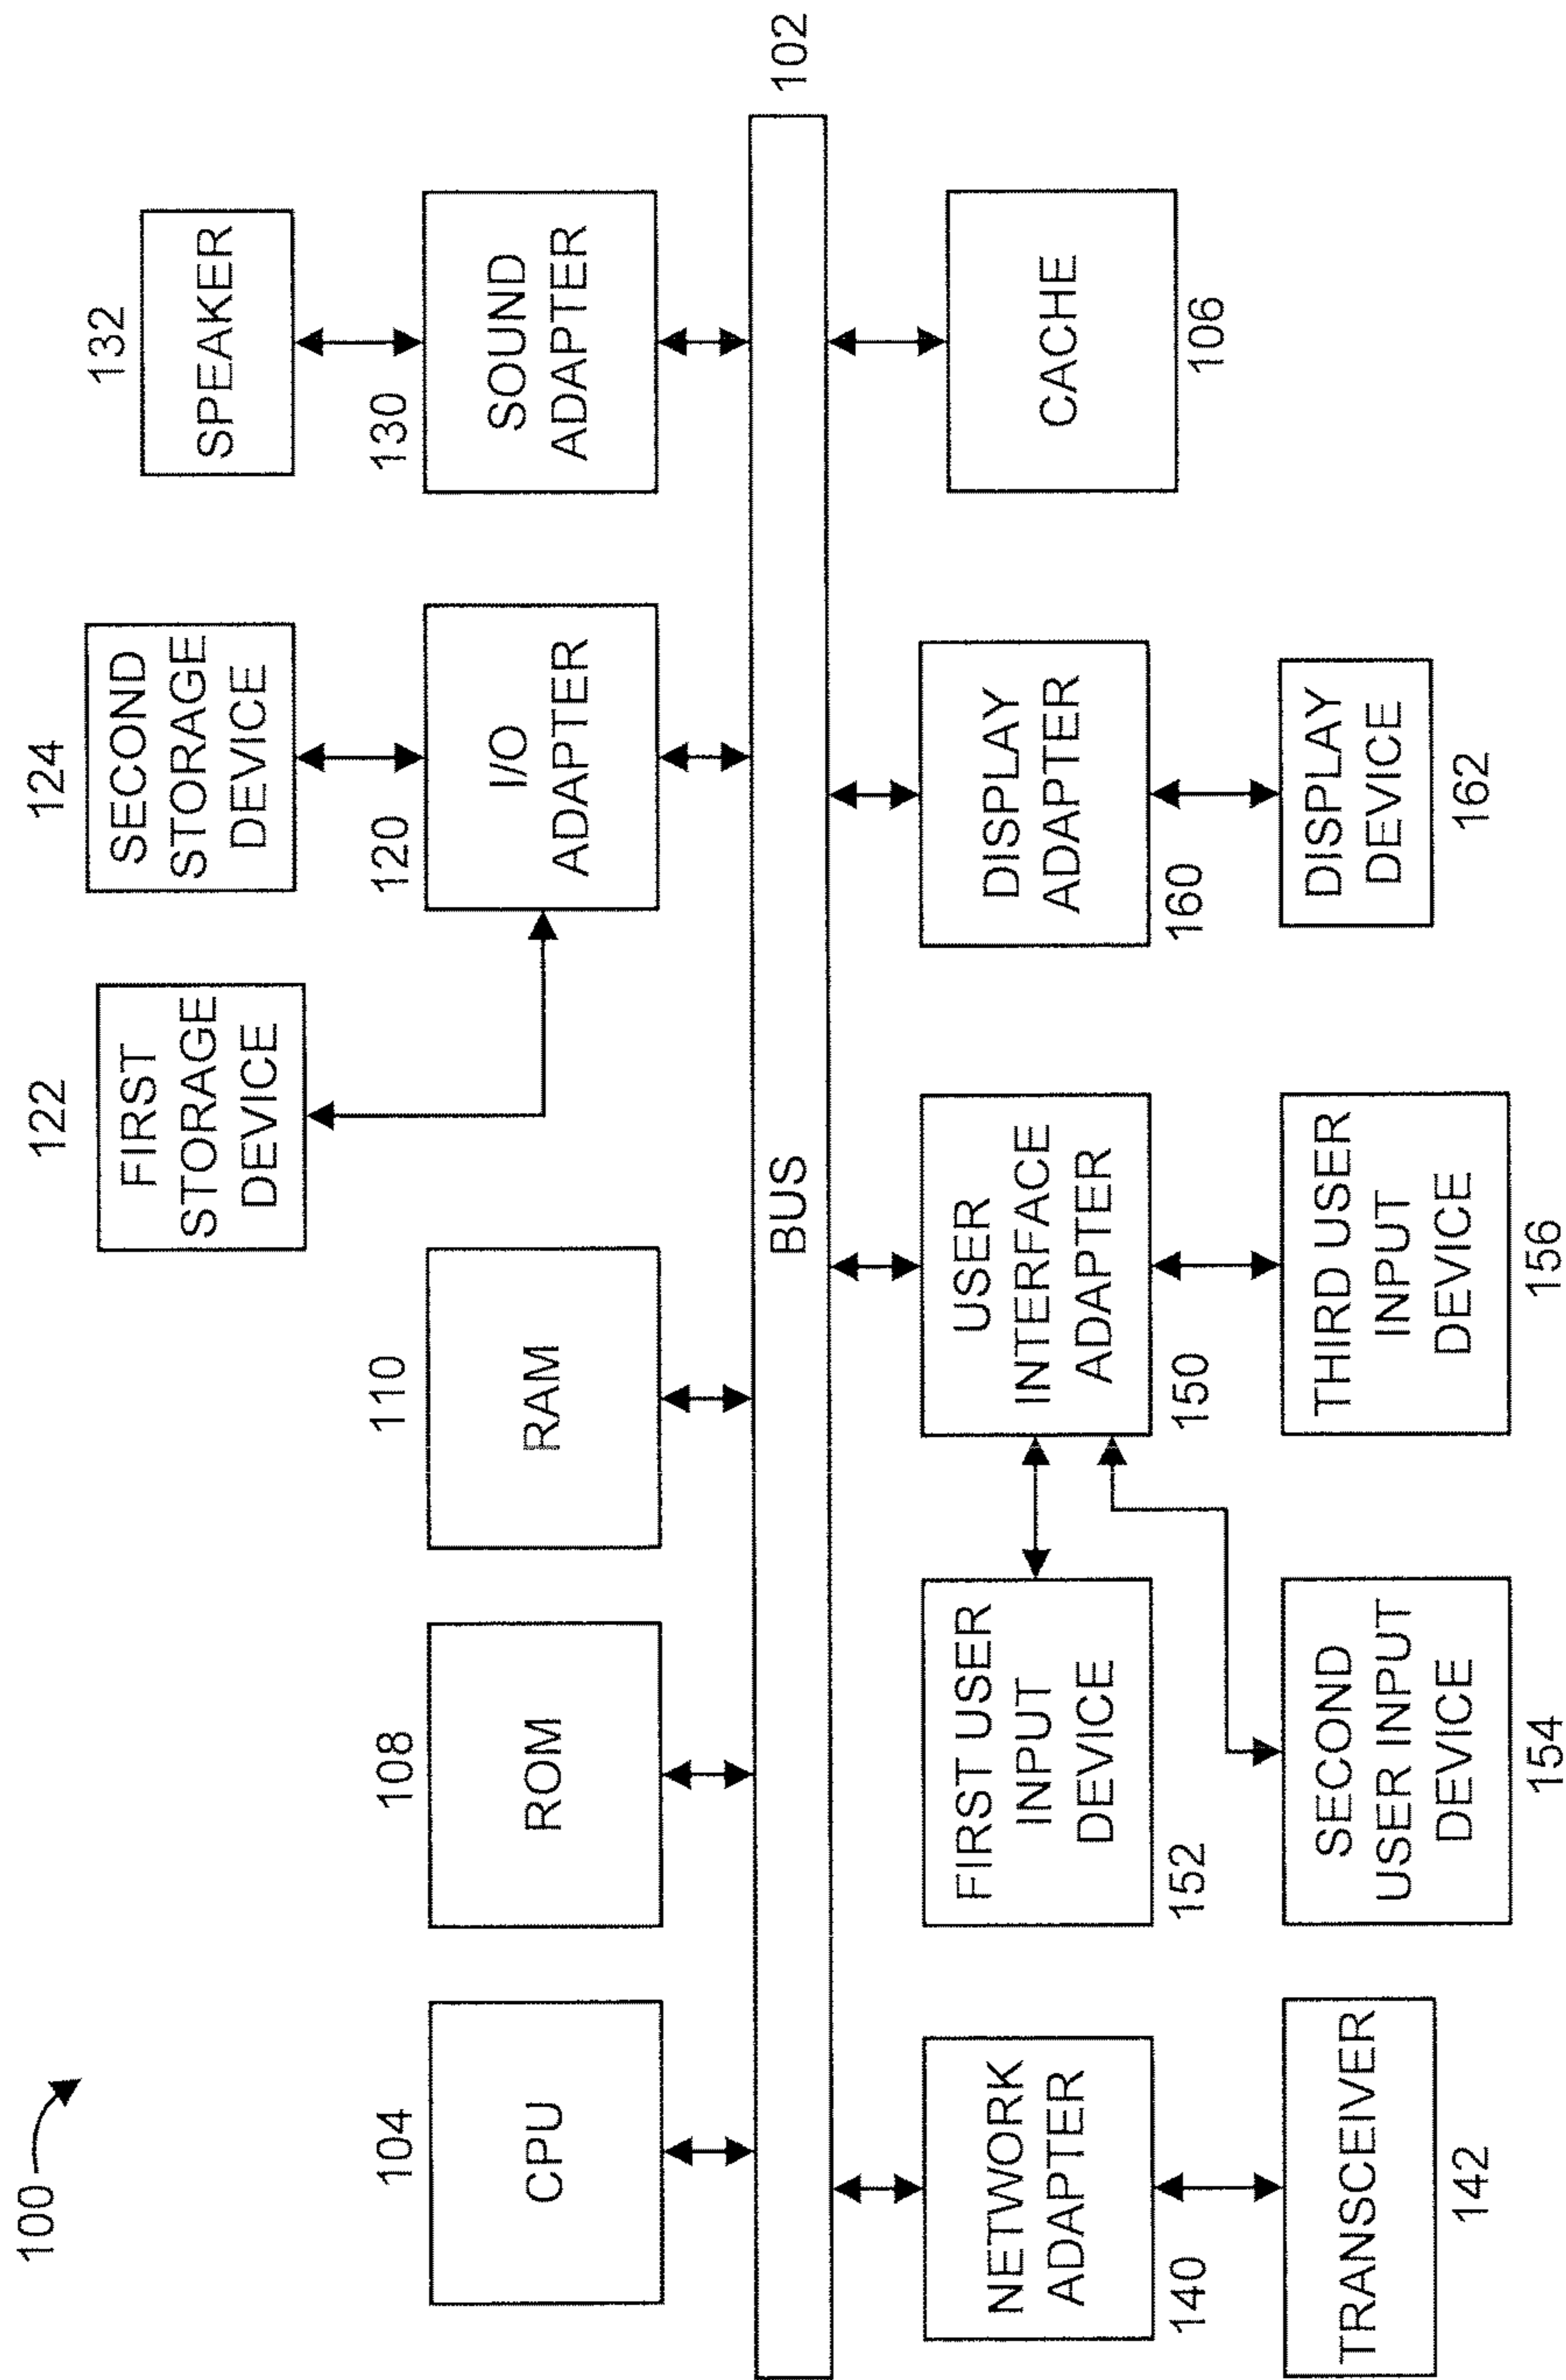 100
122
FIRST
STORAGE
DEVICE
124
SECOND
STORAGE
DEVICE
132
SPEAKER
104
CPU
108
ROM
110
RAM
120
I/O
ADAPTER
130
SOUND
ADAPTER
BUS
102
NETWORK
ADAPTER
140
FIRST USER
INPUT
DEVICE
152
USER
INTERFACE
ADAPTER
150
DISPLAY
ADAPTER
160
CACHE
106
TRANSCEIVER
142
SECOND
USER INPUT
DEVICE
154
THIRD USER
INPUT
DEVICE
156
DISPLAY
DEVICE
162